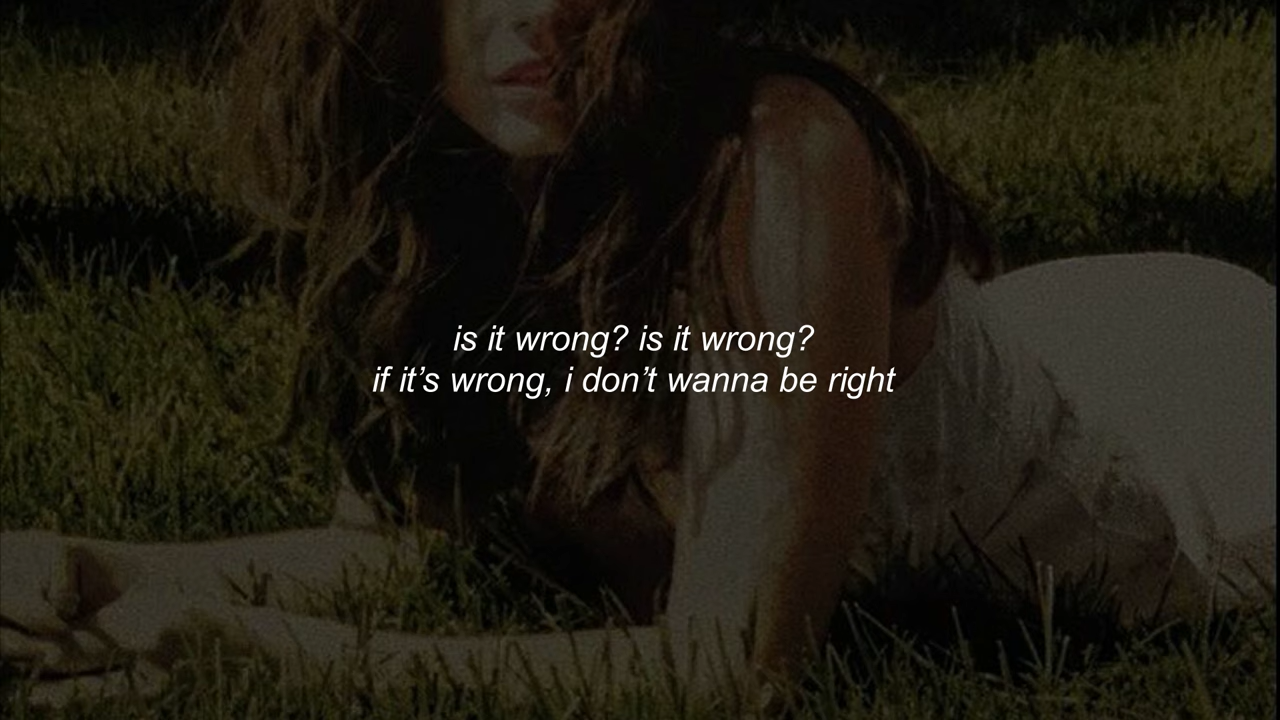 is it wrong? is it wrong?
if it’s wrong, i don’t wanna be right